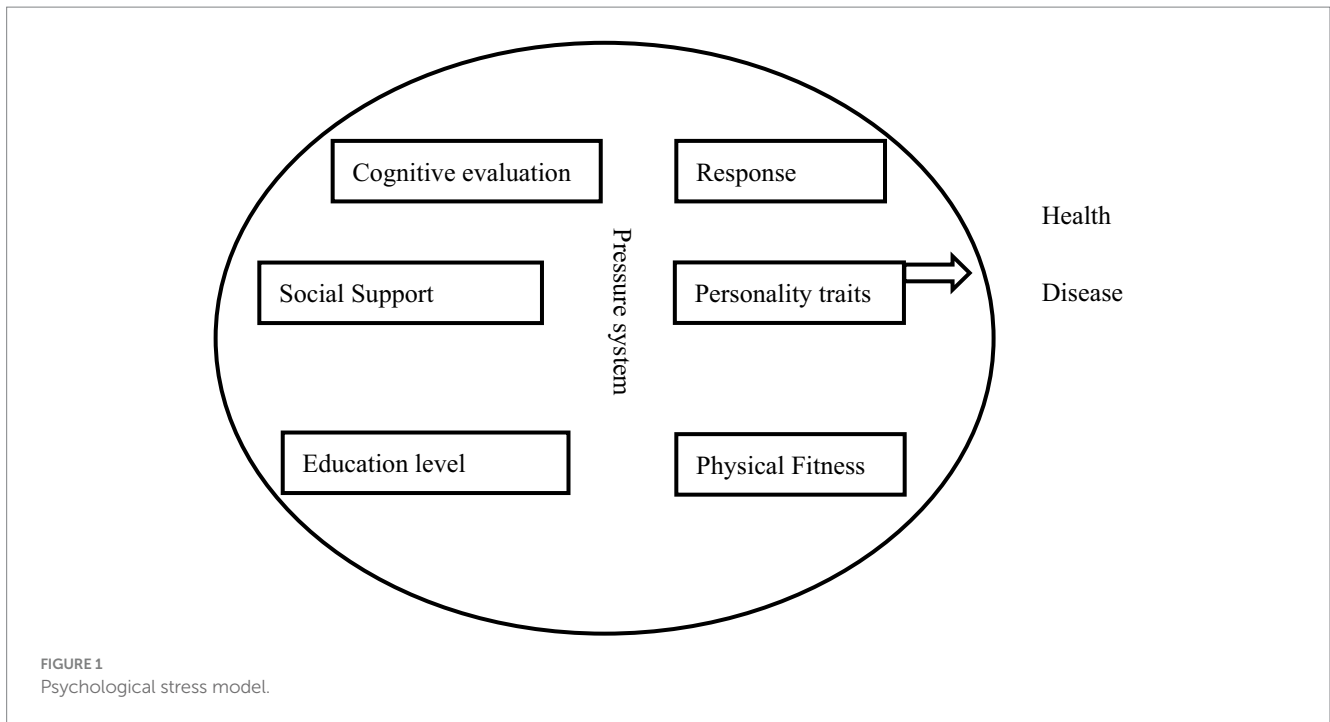 Cognitive evaluation
Response
Pressure system
Social Support
Personality traits
Education level
Physical Fitness
Health
Disease
FIGURE 1
Psychological stress model.